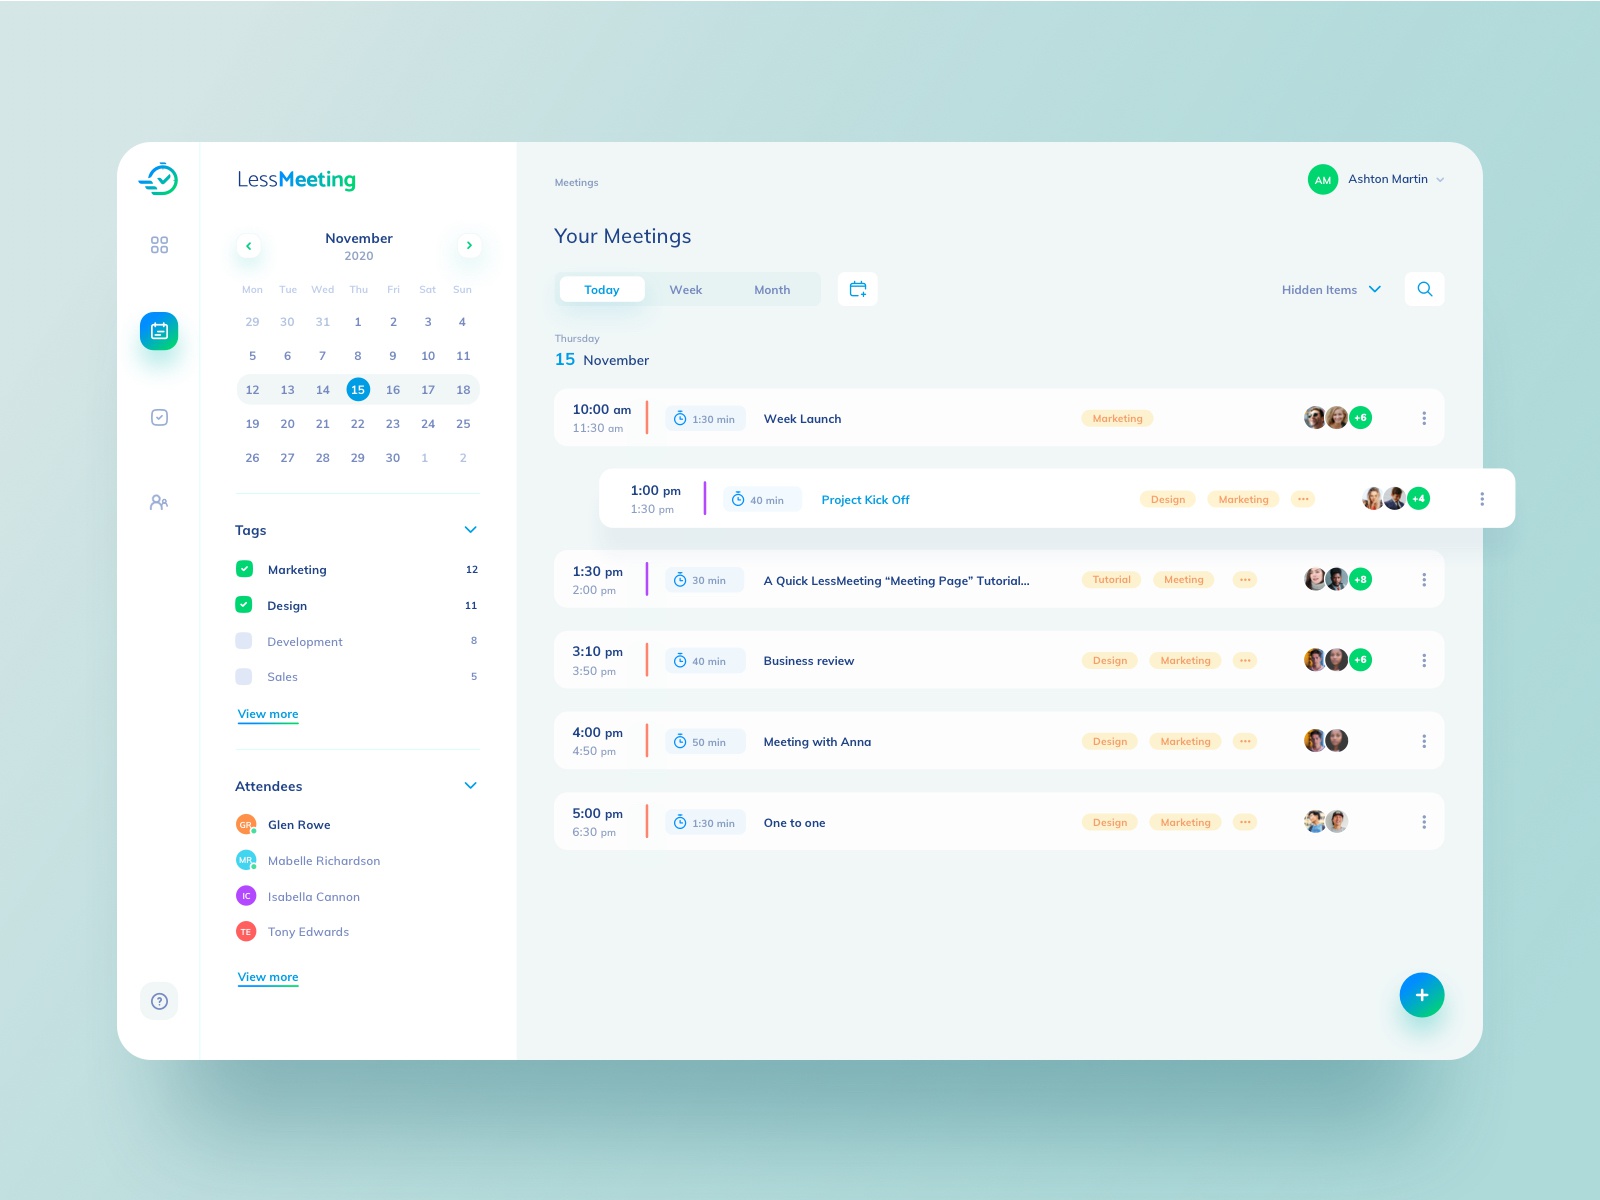 LessMeeting
November
2020
Mon Tue Wed Thu Fri Sat Sun
29 30 31 1 2 3 4
5 6 7 8 9 10 11
12 13 14 15 16 17 18
19 20 21 22 23 24 25
26 27 28 29 30 1 2
Tags
Marketing 12
Design 11
Development 8
Sales 5
View more
Attendees
GR Glen Rowe
MR Mabelle Richardson
IC Isabella Cannon
TE Tony Edwards
View more
?
Meetings
AM Ashton Martin
Your Meetings
Today Week Month
Hidden Items
Thursday
15 November
10:00 am
11:30 am
1:30 min Week Launch Marketing +6
1:00 pm
1:30 pm
40 min Project Kick Off Design Marketing ••• +4
1:30 pm
2:00 pm
30 min A Quick LessMeeting “Meeting Page” Tutorial... Tutorial Meeting ••• +8
3:10 pm
3:50 pm
40 min Business review Design Marketing ••• +6
4:00 pm
4:50 pm
50 min Meeting with Anna Design Marketing •••
5:00 pm
6:30 pm
1:30 min One to one Design Marketing •••
+